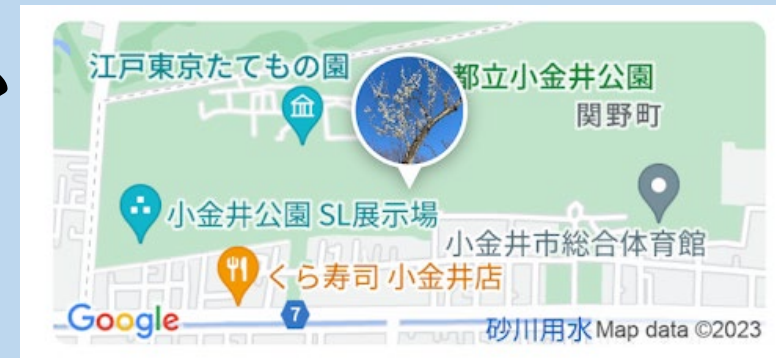 江戸東京たてもの園
都立小金井公園
関野町
小金井公園 SL展示場
小金井市総合体育館
くら寿司 小金井店
7
Google
砂川用水
Map data ©2023